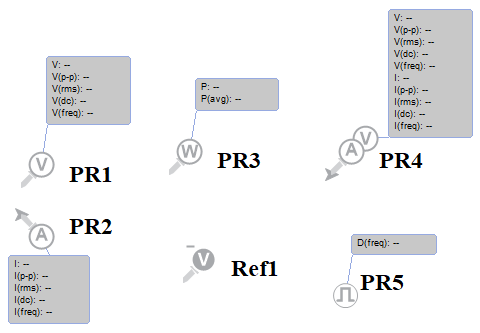 V: --
V(p-p): --
V(rms): --
V(dc): --
V(freq): --
V
PR1
P: --
P(avg): --
W
PR3
V: --
V(p-p): --
V(rms): --
V(dc): --
V(freq): --
I: --
I(p-p): --
I(rms): --
I(dc): --
I(freq): --
A V
PR4
A
PR2
I: --
I(p-p): --
I(rms): --
I(dc): --
I(freq): --
V
Ref1
D(freq): --
PR5